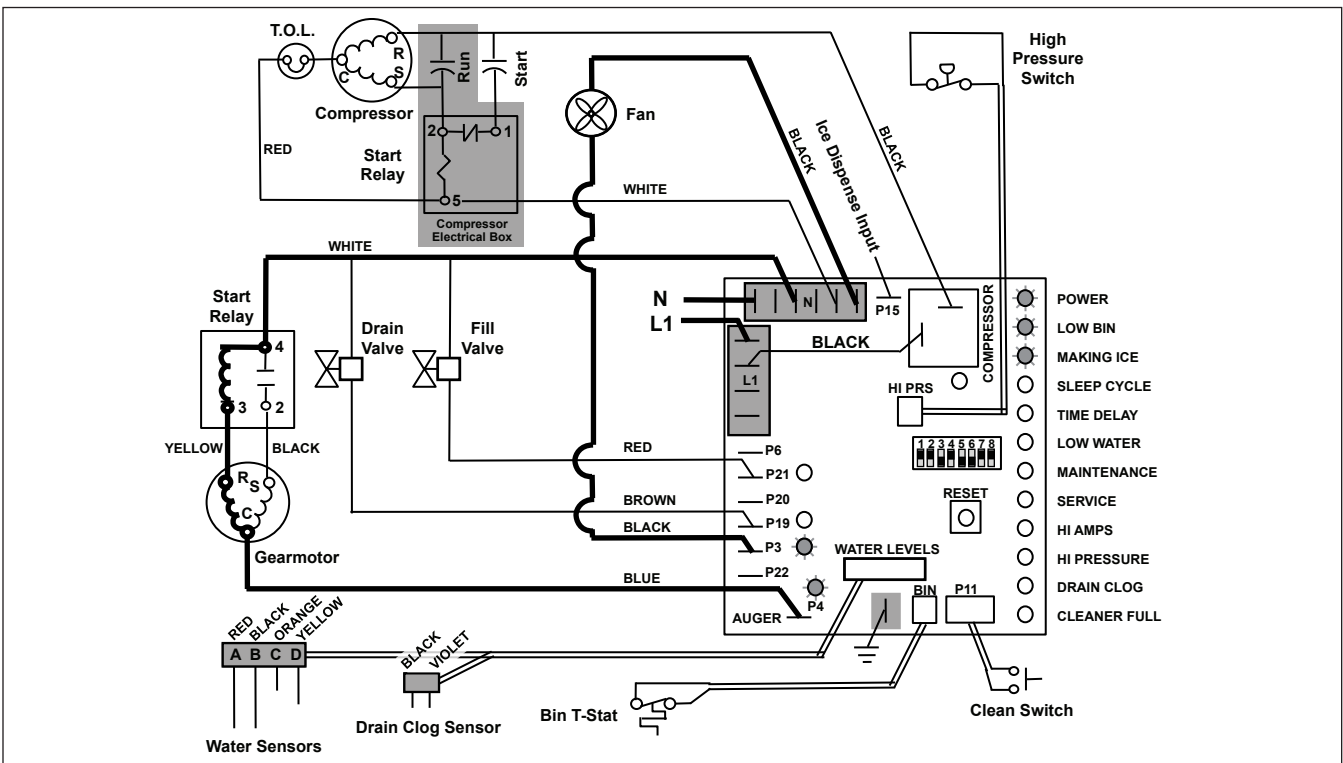 T.O.L.
R
S
C
Compressor
Run
Start
2
1
5
Start
Relay
Compressor
Electrical Box
RED
WHITE
Fan
BLACK
Ice Dispense Input
BLACK
High
Pressure
Switch
WHITE
Start
Relay
4
3
2
YELLOW
BLACK
R
S
C
Gearmotor
Drain
Valve
Fill
Valve
N
L1
N
P15
L1
BLACK
COMPRESSOR
HI PRS
1 2 3 4 5 6 7 8
RESET
RED
BROWN
BLACK
BLUE
P6
P21
P20
P19
P3
P22
P4
AUGER
WATER LEVELS
BIN
P11
POWER
LOW BIN
MAKING ICE
SLEEP CYCLE
TIME DELAY
LOW WATER
MAINTENANCE
SERVICE
HI AMPS
HI PRESSURE
DRAIN CLOG
CLEANER FULL
RED
BLACK
ORANGE
YELLOW
A B C D
Water Sensors
BLACK
VIOLET
Drain Clog Sensor
Bin T-Stat
Clean Switch